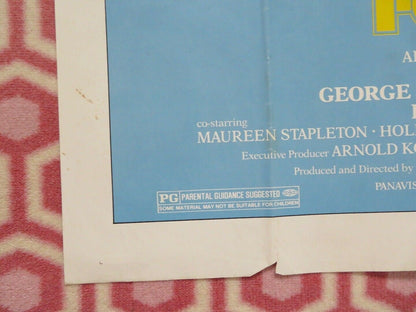 GEORGE
co-starring
MAUREEN STAPLETON · HOL
Executive Producer ARNOLD KO
Produced and Directed by
PANAVIS
PG PARENTAL GUIDANCE SUGGESTED
SOME MATERIAL MAY NOT BE SUITABLE FOR CHILDREN